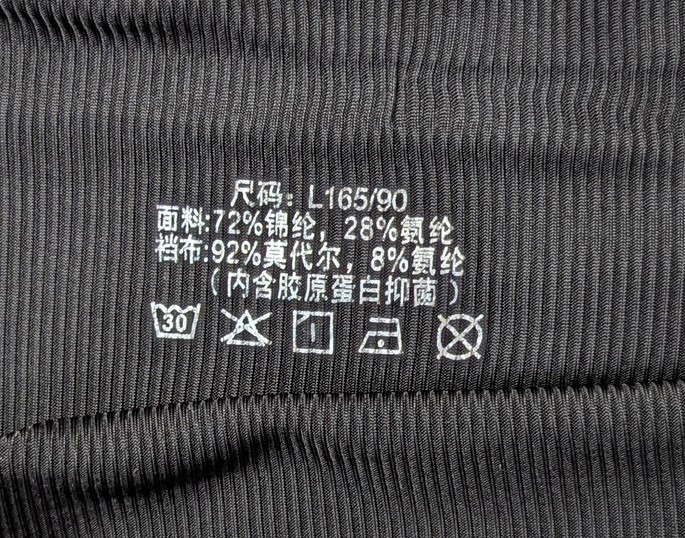 尺码：L165/90
面料:72%锦纶，28%氨纶
裆布:92%莫代尔，8%氨纶
（内含胶原蛋白抑菌）
30